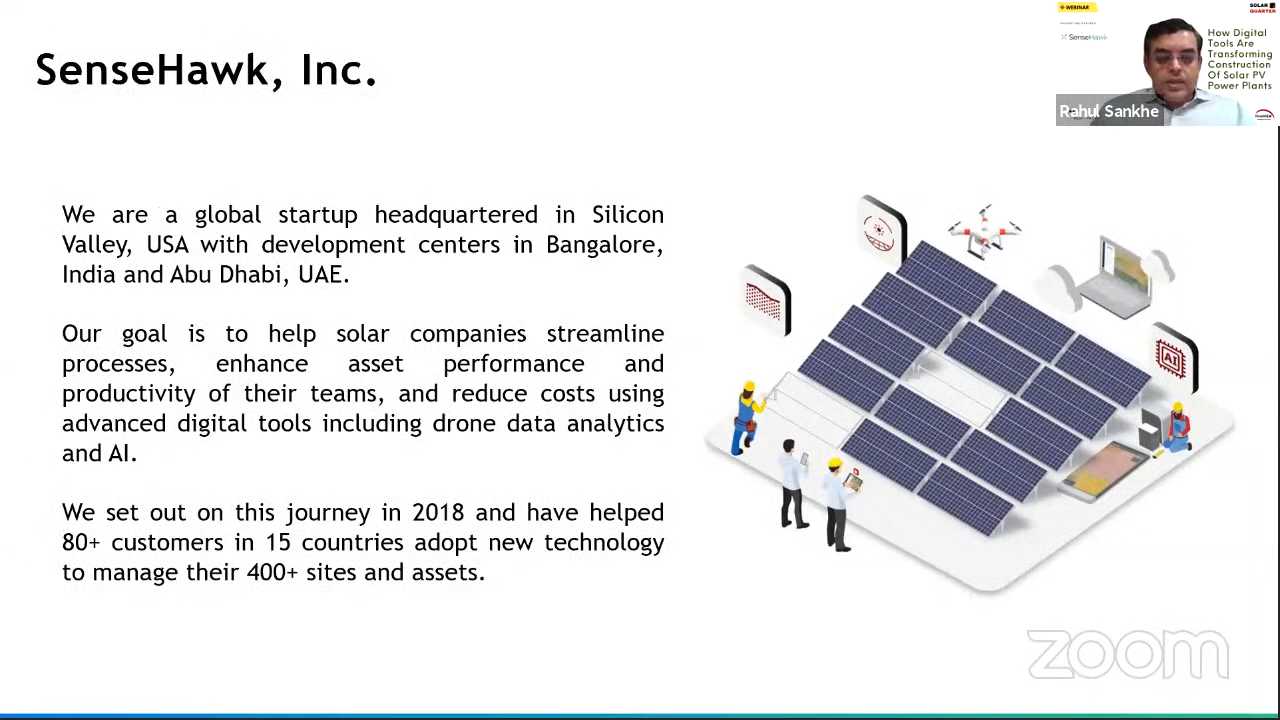 SenseHawk, Inc.
WEBINAR
SOLAR
QUARTER
SenseHawk
How Digital
Tools Are
Transforming
Construction
Of Solar PV
Power Plants
Rahul Sankhe
We are a global startup headquartered in Silicon
Valley, USA with development centers in Bangalore,
India and Abu Dhabi, UAE.
Our goal is to help solar companies streamline
processes, enhance asset performance and
productivity of their teams, and reduce costs using
advanced digital tools including drone data analytics
and AI.
We set out on this journey in 2018 and have helped
80+ customers in 15 countries adopt new technology
to manage their 400+ sites and assets.
AI
zoom